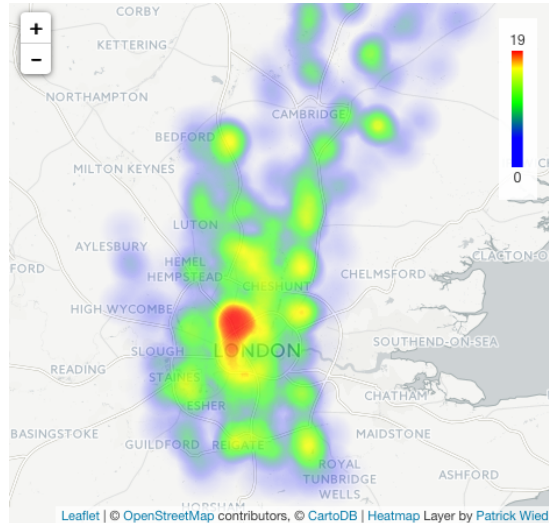 CORBY
+
KETTERING
-
19
NORTHAMPTON
CAMBRIDGE
BEDFORD
0
MILTON KEYNES
LUTON
AYLESBURY
CLACTON-O
FORD
HEMEL
HEMPSTEAD
CHELMSFORD
CHESHUNT
HIGH WYCOMBE
SOUTHEND-ON-SEA
SLOUGH
LONDON
READING
STAINES
CHATHAM
ESHER
BASINGSTOKE
MAIDSTONE
GUILDFORD
REIGATE
ROYAL
TUNBRIDGE
WELLS
ASHFORD
HORSHAM
Leaflet | © OpenStreetMap contributors, © CartoDB | Heatmap Layer by Patrick Wied